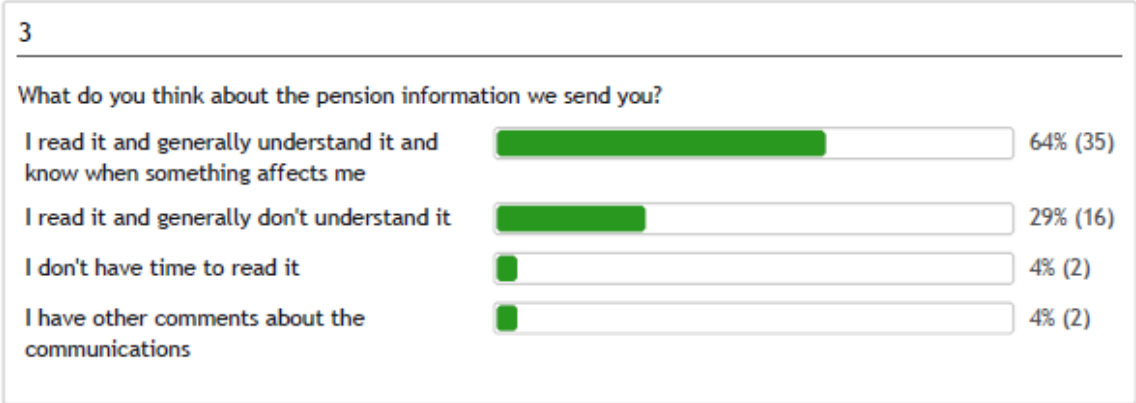 3
What do you think about the pension information we send you?
I read it and generally understand it and
know when something affects me
64% (35)
I read it and generally don't understand it
29% (16)
I don't have time to read it
4% (2)
I have other comments about the
communications
4% (2)